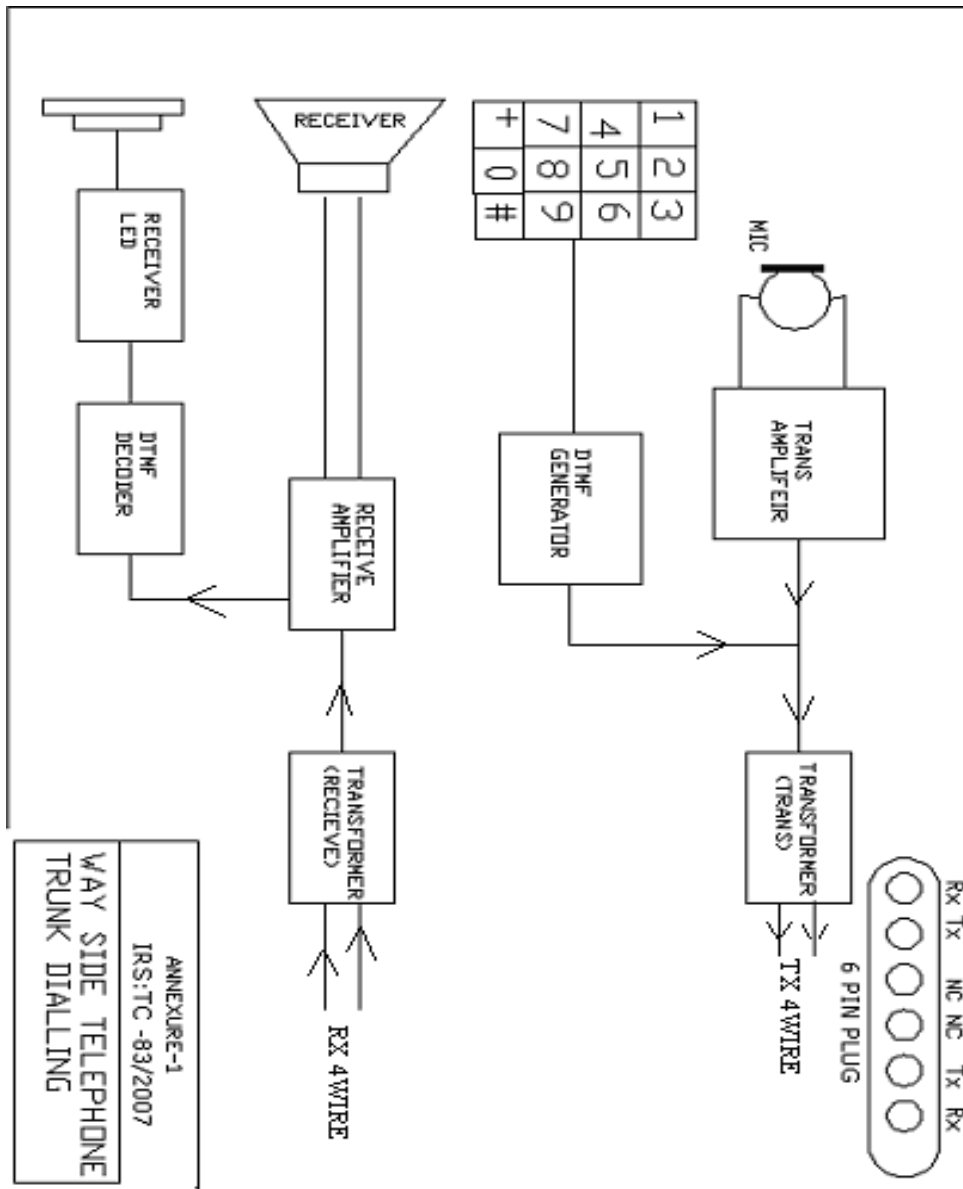 Rx Tx NC NC Tx Rx
6 PIN PLUG
MIC
TRANS
AMPLIFEIR
TRANSFORMER
(TRANS)
TX 4WIRE
1 2 3
4 5 6
7 8 9
+ 0 #
DTMF
GENERATOR
RECEIVER
RECEIVE
AMPLIFIER
TRANSFORMER
(RECIEVE)
RX 4WIRE
RECEIVER
LED
DTMF
DECODER
ANNEXURE-1
IRS:TC -83/2007
WAY SIDE TELEPHONE
TRUNK DIALLING